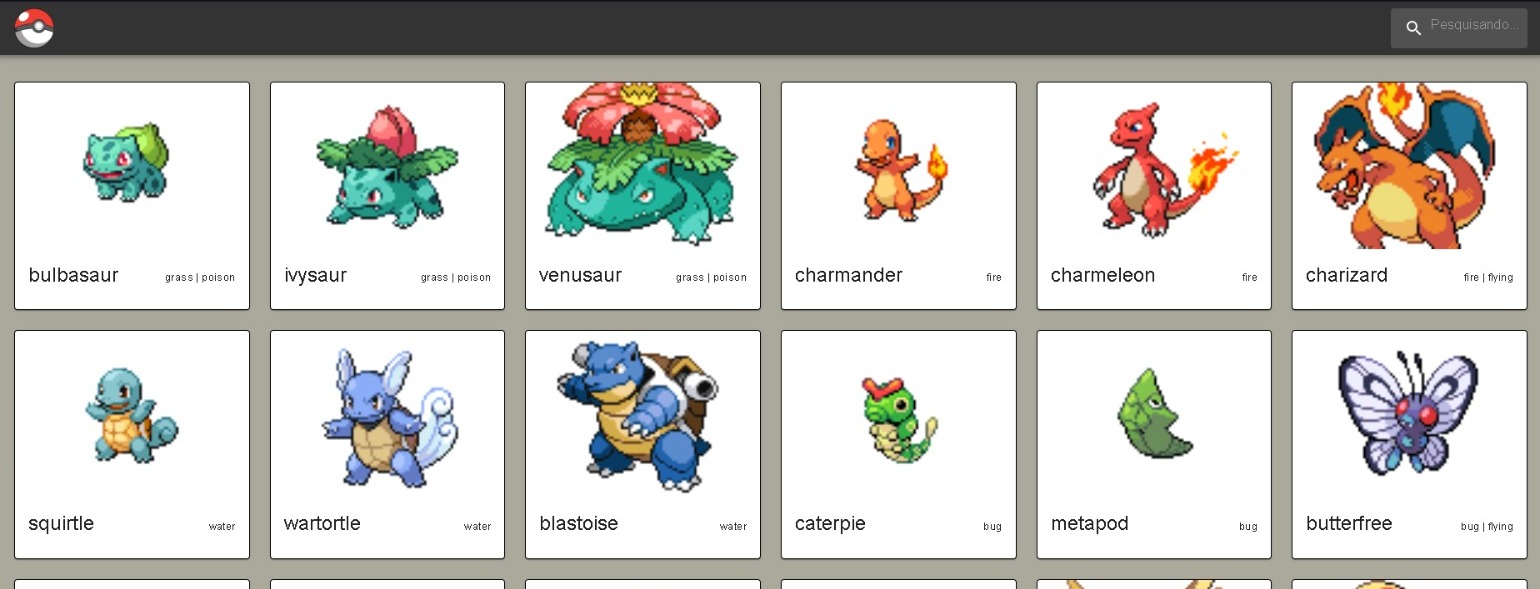 Pesquisando...
bulbasaur grass | poison
ivysaur grass | poison
venusaur grass | poison
charmander fire
charmeleon fire
charizard fire | flying
squirtle water
wartortle water
blastoise water
caterpie bug
metapod bug
butterfree bug | flying